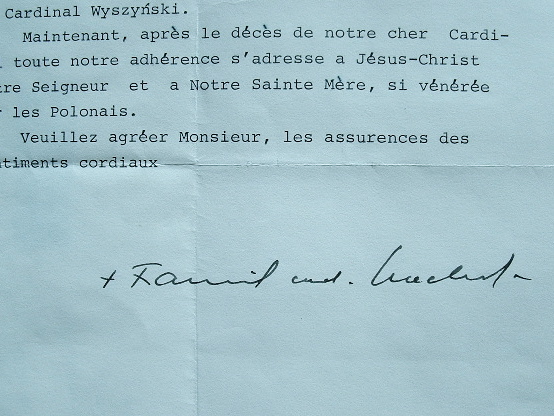 Cardinal Wyszyński.
Maintenant, après le décès de notre cher Cardi-
toute notre adhérence s'adresse a Jésus-Christ
tre Seigneur et a Notre Sainte Mère, si vénérée
les Polonais.
Veuillez agréer Monsieur, les assurences des
timents cordiaux
+